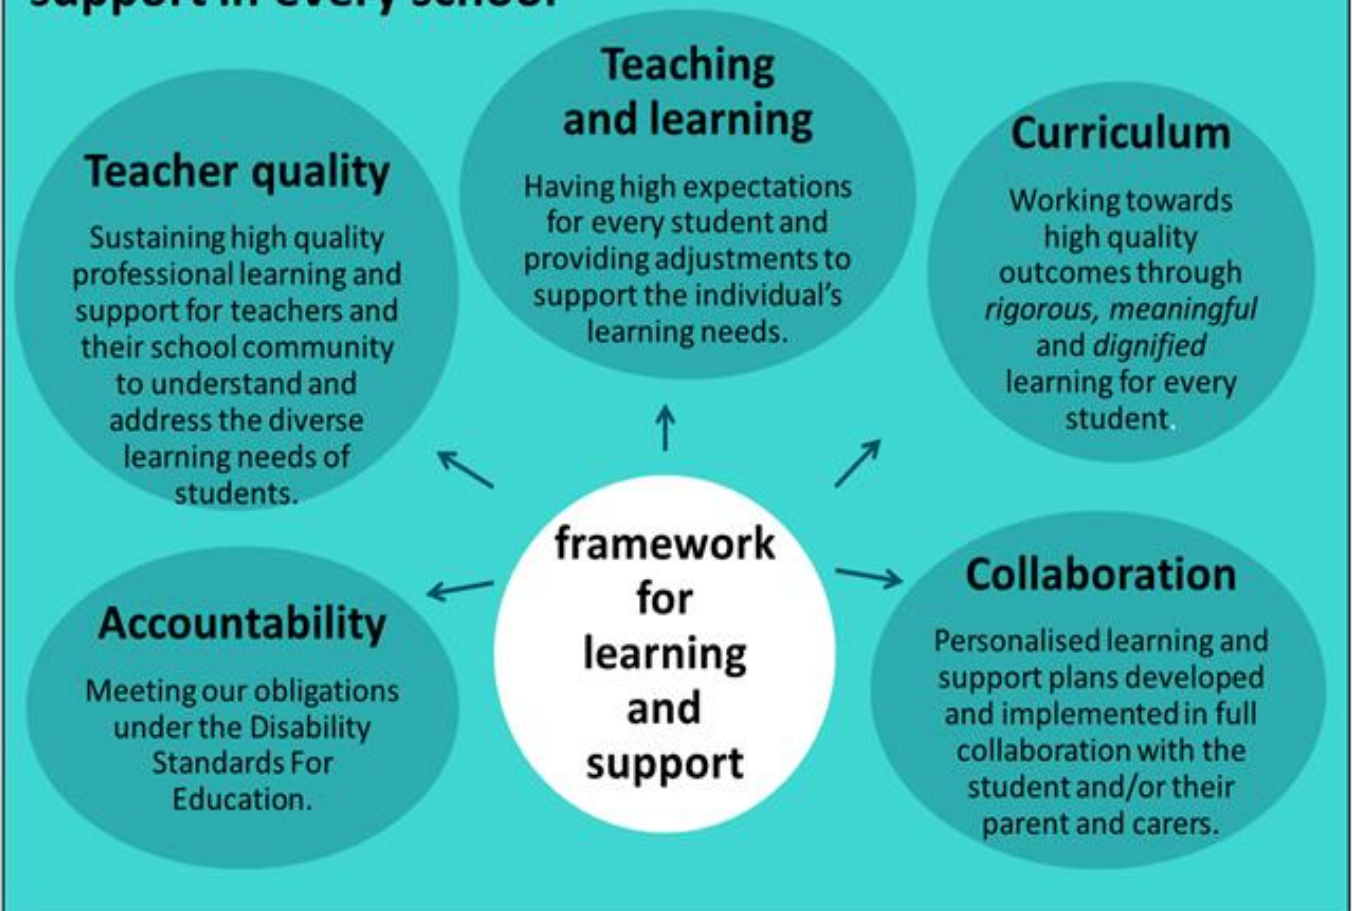 support in every school
Teaching
and learning
Having high expectations
for every student and
providing adjustments to
support the individual's
learning needs.
Teacher quality
Sustaining high quality
professional learning and
support for teachers and
their school community
to understand and
address the diverse
learning needs of
students.
Curriculum
Working towards
high quality
outcomes through
rigorous, meaningful
and dignified
learning for every
student.
framework
for
learning
and
support
Accountability
Meeting our obligations
under the Disability
Standards For
Education.
Collaboration
Personalised learning and
support plans developed
and implemented in full
collaboration with the
student and/or their
parent and carers.